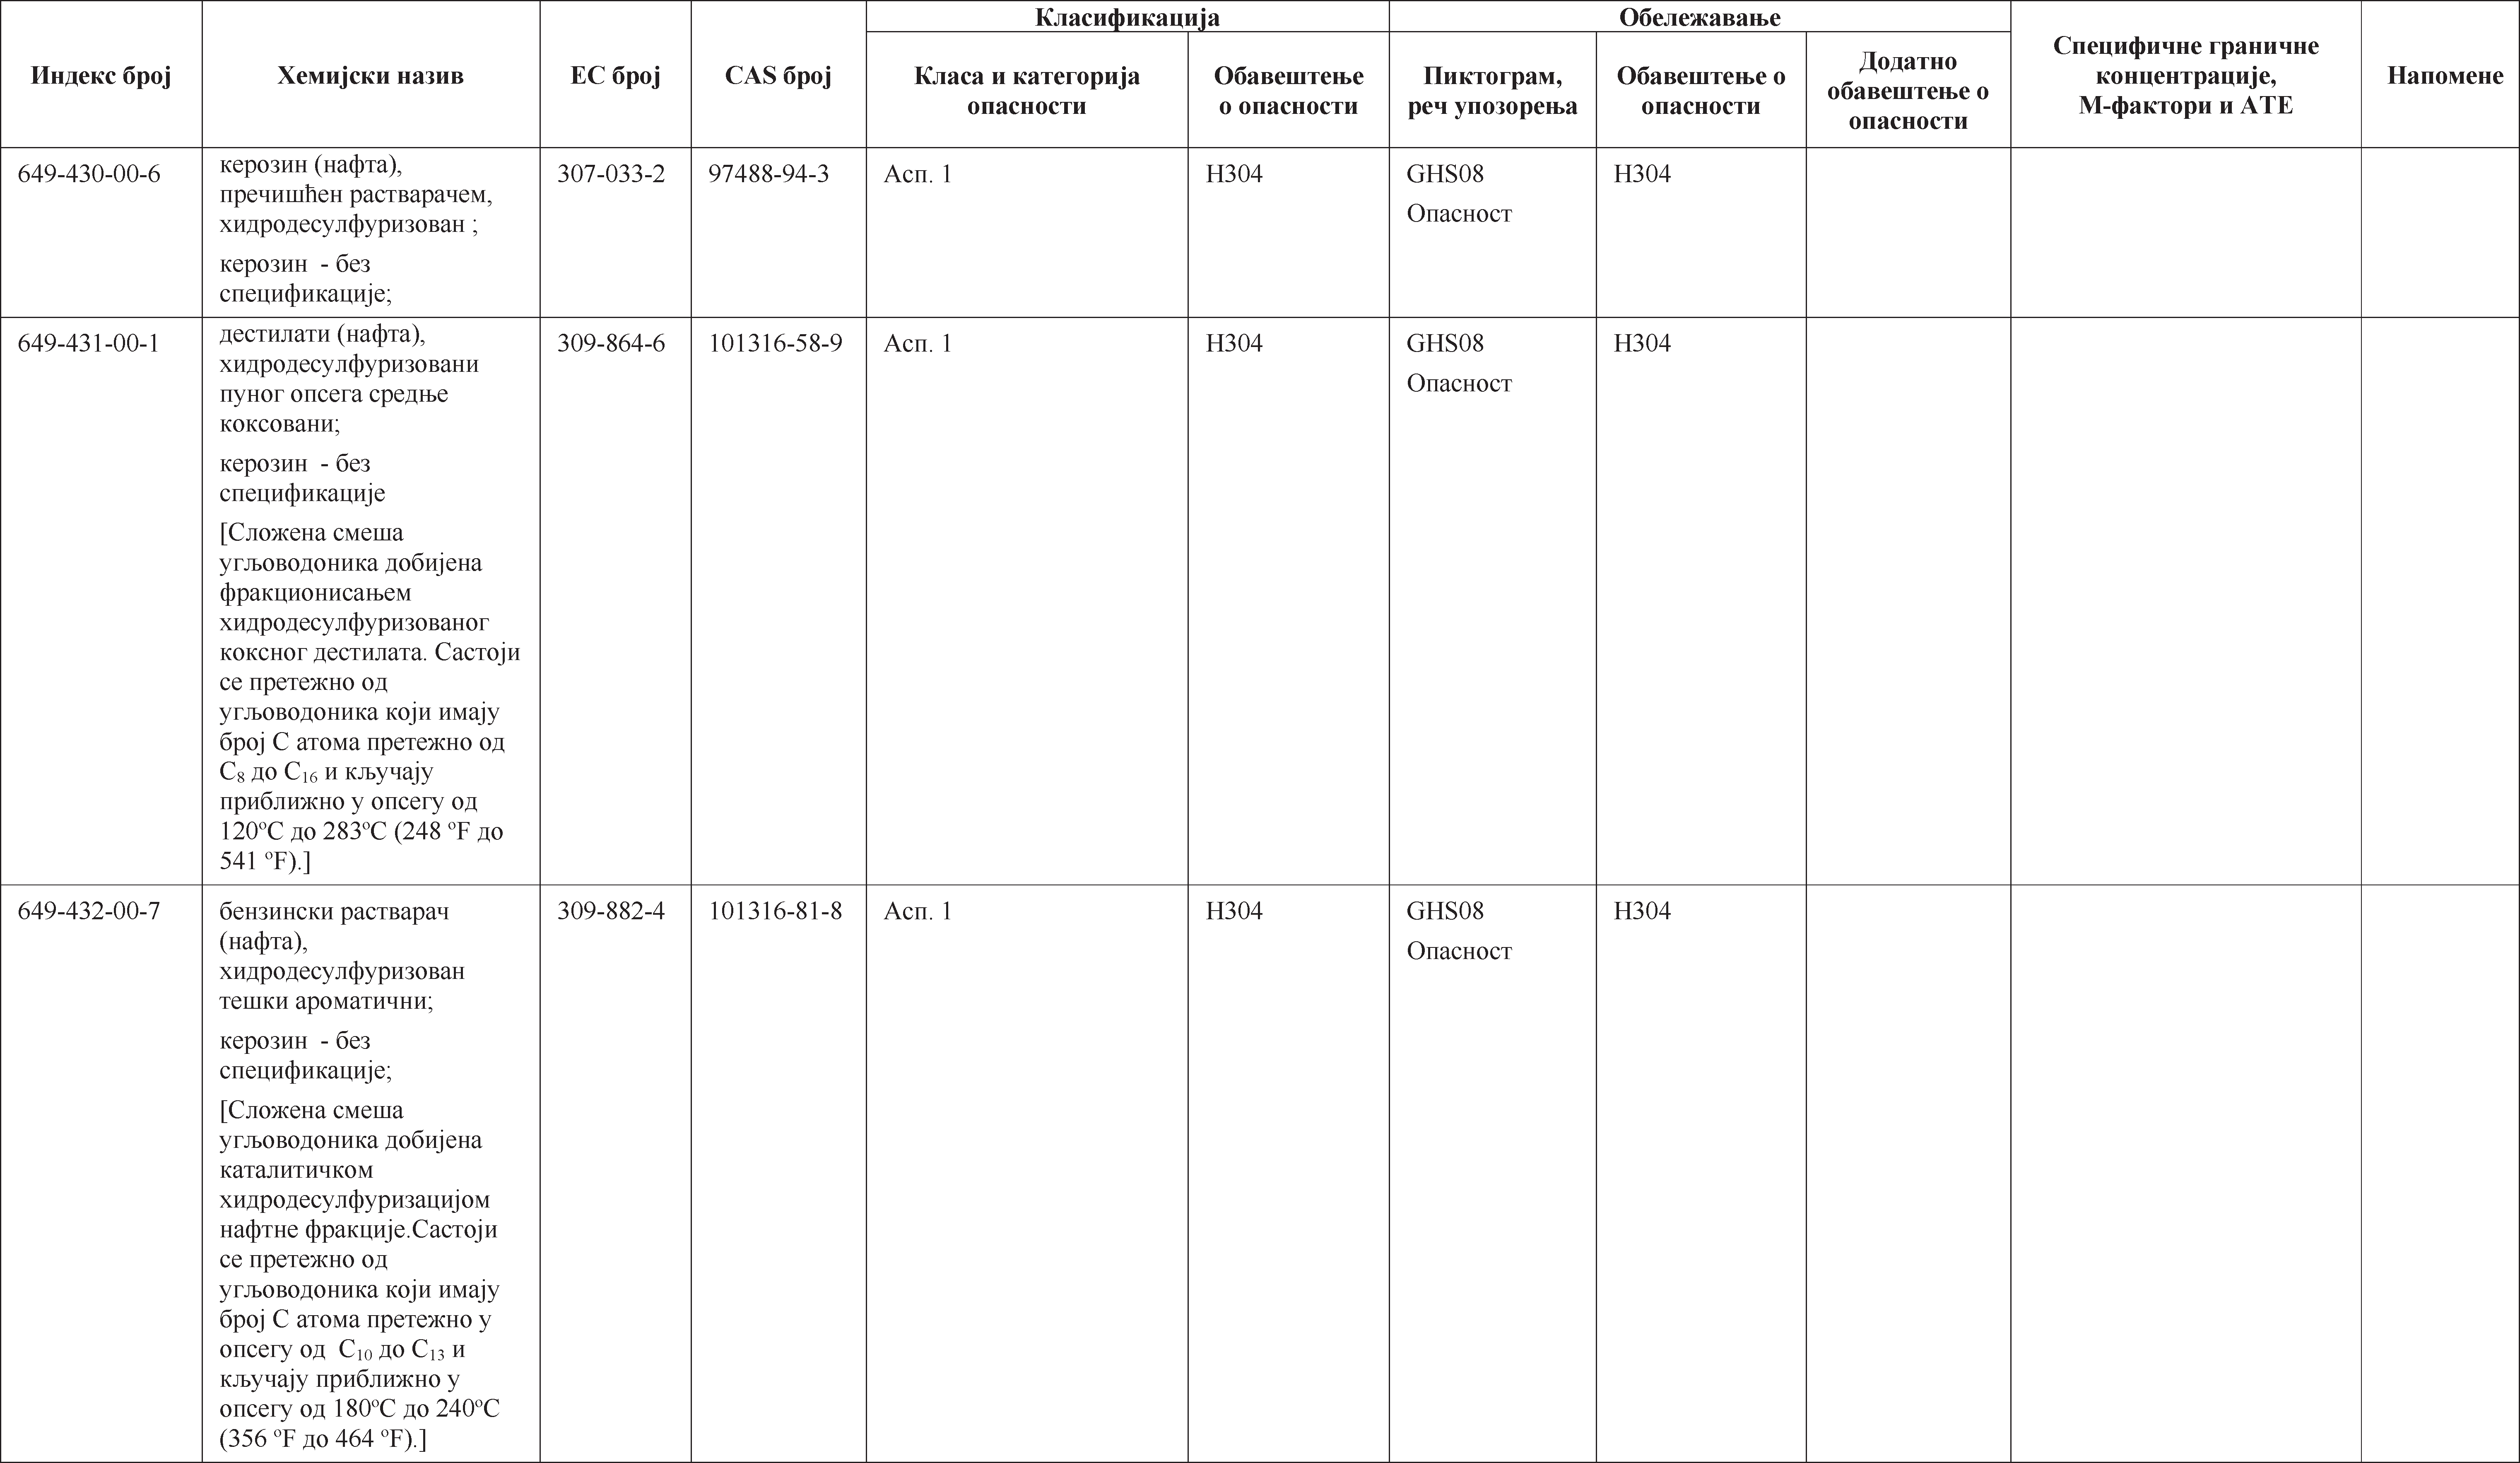 Индекс број
Хемијски назив
ЕС број
CAS број
Класификација
Класа и категорија
опасности
Обавештење
о опасности
Обележавање
Пиктограм,
реч упозорења
Обавештење о
опасности
Додатно
обавештење о
опасности
Специфичне граничне
концентрације,
М-фактори и АТЕ
Напомене
649-430-00-6
керозин (нафта),
пречишћен растварачем,
хидродесулфуризован ;
керозин  - без
спецификације;
307-033-2
97488-94-3
Асп. 1
H304
GHS08
Опасност
H304
649-431-00-1
дестилати (нафта),
хидродесулфуризовани
пуног опсега средње
коксовани;
керозин  - без
спецификације
[Сложена смеша
угљоводоника добијена
фракционисањем
хидродесулфуризованог
коксног дестилата. Састоји
се претежно од
угљоводоника који имају
број C атома претежно од
C₈ до C₁₆ и кључају
приближно у опсегу од
120ºC до 283ºC (248 ºF до
541 ºF).]
309-864-6
101316-58-9
Асп. 1
H304
GHS08
Опасност
H304
649-432-00-7
бензински растварач
(нафта),
хидродесулфуризован
тешки ароматични;
керозин  - без
спецификације;
[Сложена смеша
угљоводоника добијена
каталитичком
хидродесулфуризацијом
нафтне фракције.Састоји
се претежно од
угљоводоника који имају
број C атома претежно у
опсегу од  C₁₀ до C₁₃ и
кључају приближно у
опсегу од 180ºC до 240ºC
(356 ºF до 464 ºF).]
309-882-4
101316-81-8
Асп. 1
H304
GHS08
Опасност
H304